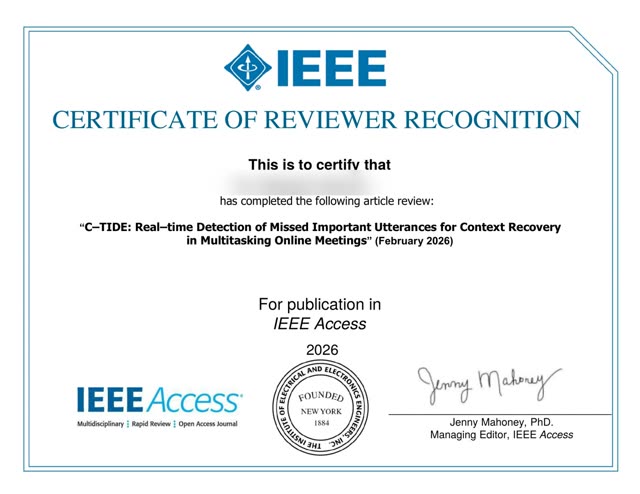 IEEE
®
CERTIFICATE OF REVIEWER RECOGNITION
This is to certify that
has completed the following article review:
"C–TIDE: Real–time Detection of Missed Important Utterances for Context Recovery
in Multitasking Online Meetings" (February 2026)
For publication in
IEEE Access
2026
IEEE Access®
Multidisciplinary Rapid Review Open Access Journal
THE INSTITUTE OF ELECTRICAL AND ELECTRONICS ENGINEERS, INC.
FOUNDED
NEW YORK
1884
Jenny Mahoney
Jenny Mahoney, PhD.
Managing Editor, IEEE Access